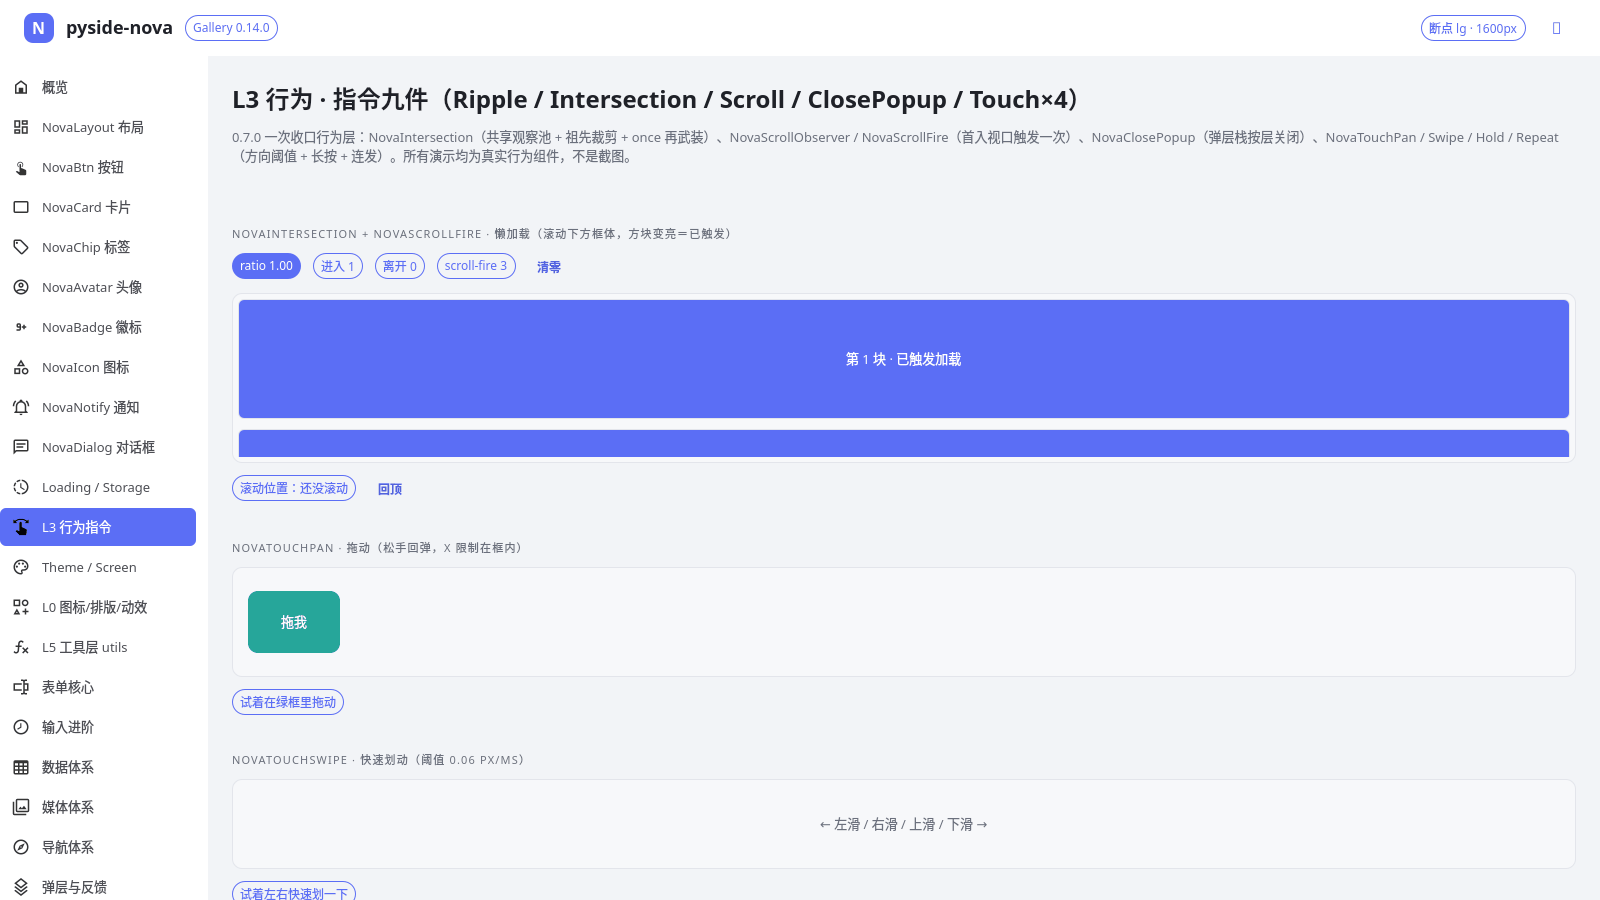 N
pyside-nova
Gallery 0.14.0
断点 lg · 1600px
概览
NovaLayout 布局
NovaBtn 按钮
NovaCard 卡片
NovaChip 标签
NovaAvatar 头像
9+
NovaBadge 徽标
NovaIcon 图标
NovaNotify 通知
NovaDialog 对话框
Loading / Storage
L3 行为指令
Theme / Screen
L0 图标/排版/动效
L5 工具层 utils
表单核心
输入进阶
数据体系
媒体体系
导航体系
弹层与反馈
L3 行为 · 指令九件（Ripple / Intersection / Scroll / ClosePopup / Touch×4）
0.7.0 一次收口行为层：NovaIntersection（共享观察池 + 祖先裁剪 + once 再武装）、NovaScrollObserver / NovaScrollFire（首入视口触发一次）、NovaClosePopup（弹层栈按层关闭）、NovaTouchPan / Swipe / Hold / Repeat
（方向阈值 + 长按 + 连发）。所有演示均为真实行为组件，不是截图。
NOVAINTERSECTION + NOVASCROLLFIRE · 懒加载（滚动下方框体，方块变亮＝已触发）
ratio 1.00
进入 1
离开 0
scroll-fire 3
清零
第 1 块 · 已触发加载
滚动位置：还没滚动
回顶
NOVATOUCHPAN · 拖动（松手回弹，X 限制在框内）
拖我
试着在绿框里拖动
NOVATOUCHSWIPE · 快速划动（阈值 0.06 PX/MS）
← 左滑 / 右滑 / 上滑 / 下滑 →
试着左右快速划一下